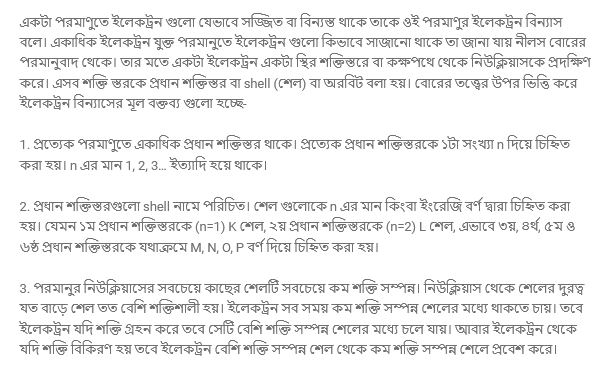 একটা পরমাণুতে ইলেকট্রন গুলো যেভাবে সজ্জিত বা বিন্যস্ত থাকে তাকে ওই পরমাণুর ইলেকট্রন বিন্যাস
বলে। একাধিক ইলেকট্রন যুক্ত পরমানুতে ইলেকট্রন গুলো কিভাবে সাজানো থাকে তা জানা যায় নীলস বোরের
পরমানুবাদ থেকে। তার মতে একটা ইলেকট্রন একটা স্থির শক্তিস্তরে বা কক্ষপথে থেকে নিউক্লিয়াসকে প্রদক্ষিণ
করে। এসব শক্তি স্তরকে প্রধান শক্তিস্তর বা shell (শেল) বা অরবিট বলা হয়। বোরের তত্ত্বের উপর ভিত্তি করে
ইলেকট্রন বিন্যাসের মূল বক্তব্য গুলো হচ্ছে-
1. প্রত্যেক পরমাণুতে একাধিক প্রধান শক্তিস্তর থাকে। প্রত্যেক প্রধান শক্তিস্তরকে ১টা সংখ্যা n দিয়ে চিহ্নিত
করা হয়। n এর মান 1, 2, 3... ইত্যাদি হয়ে থাকে।
2. প্রধান শক্তিস্তরগুলো shell নামে পরিচিত। শেল গুলোকে n এর মান কিংবা ইংরেজি বর্ণ দ্বারা চিহ্নিত করা
হয়। যেমন ১ম প্রধান শক্তিস্তরকে (n=1) K শেল, ২য় প্রধান শক্তিস্তরকে (n=2) L শেল, এভাবে ৩য়, ৪র্থ, ৫ম ও
৬ষ্ঠ প্রধান শক্তিস্তরকে যথাক্রমে M, N, O, P বর্ণ দিয়ে চিহ্নিত করা হয়।
3. পরমানুর নিউক্লিয়াসের সবচেয়ে কাছের শেলটি সবচেয়ে কম শক্তি সম্পন্ন। নিউক্লিয়াস থেকে শেলের দুরত্ব
যত বাড়ে শেল তত বেশি শক্তিশালী হয়। ইলেকট্রন সব সময় কম শক্তি সম্পন্ন শেলের মধ্যে থাকতে চায়। তবে
ইলেকট্রন যদি শক্তি গ্রহন করে তবে সেটি বেশি শক্তি সম্পন্ন শেলের মধ্যে চলে যায়। আবার ইলেকট্রন থেকে
যদি শক্তি বিকিরণ হয় তবে ইলেকট্রন বেশি শক্তি সম্পন্ন শেল থেকে কম শক্তি সম্পন্ন শেলে প্রবেশ করে।